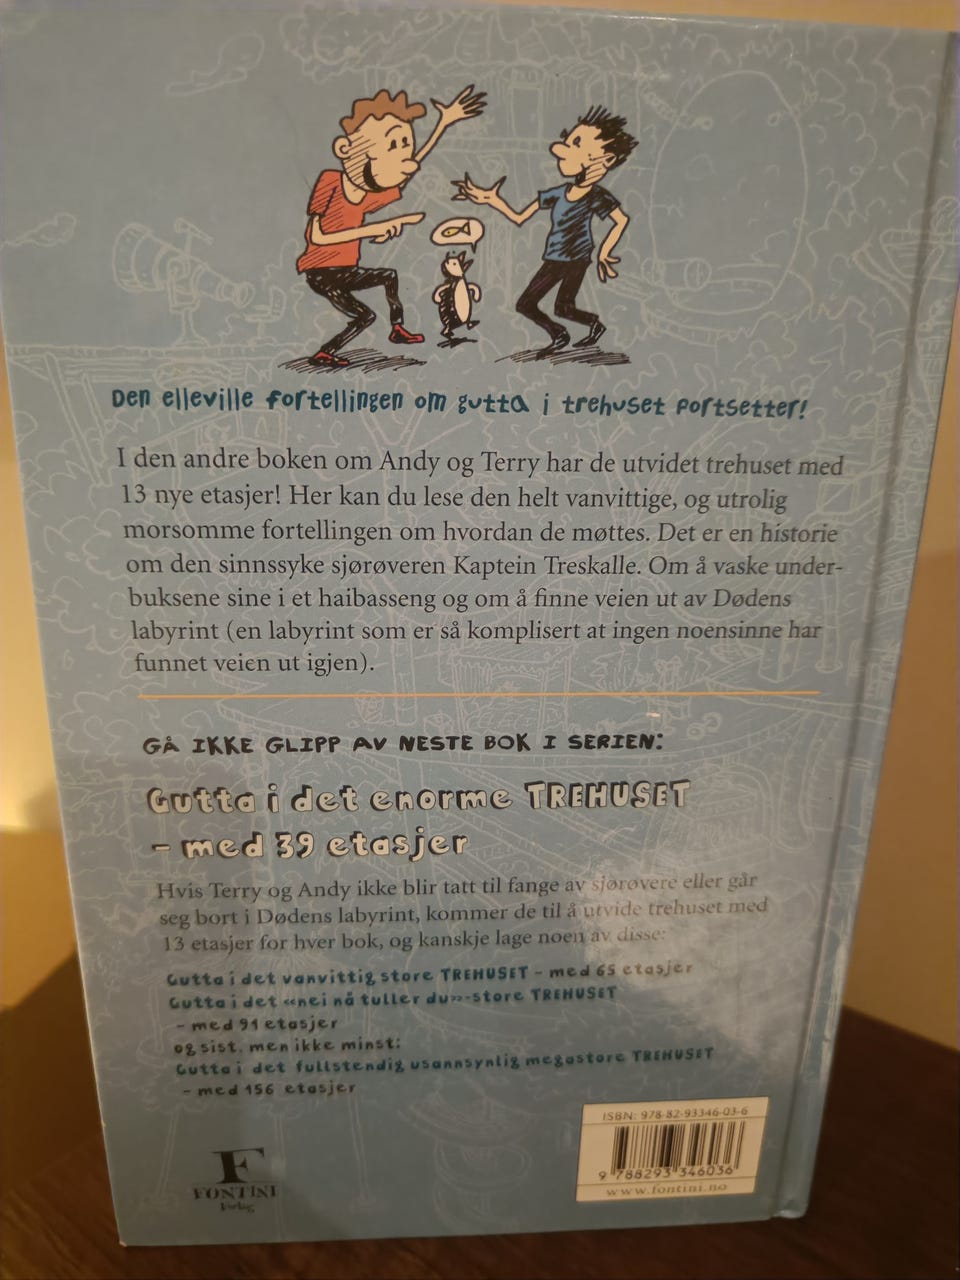 Den elleville fortellingen om gutta i trehuset fortsetter!
I den andre boken om Andy og Terry har de utvidet trehuset med
13 nye etasjer! Her kan du lese den helt vanvittige, og utrolig
morsomme fortellingen om hvordan de møttes. Det er en historie
om den sinnssyke sjørøveren Kaptein Treskalle. Om å vaske under-
buksene sine i et haibasseng og om å finne veien ut av Dødens
labyrint (en labyrint som er så komplisert at ingen noensinne har
funnet veien ut igjen).
GÅ IKKE GLIPP AV NESTE BOK I SERIEN:
Gutta i det enorme TREHUSET
- med 39 etasjer
Hvis Terry og Andy ikke blir tatt til fange av sjørøvere eller går
seg bort i Dødens labyrint, kommer de til å utvide trehuset med
13 etasjer for hver bok, og kanskje lage noen av disse:
Gutta i det vanvittig store TREHUSET - med 65 etasjer
Gutta i det «nei nå tuller du»-store TREHUSET
- med 91 etasjer
og sist, men ikke minst:
Gutta i det fullstendig usannsynlig megastore TREHUSET
- med 156 etasjer
ISBN: 978-82-93346-03-6
9 788293 346036
www.fontini.no
F
FONTINI
Forlag